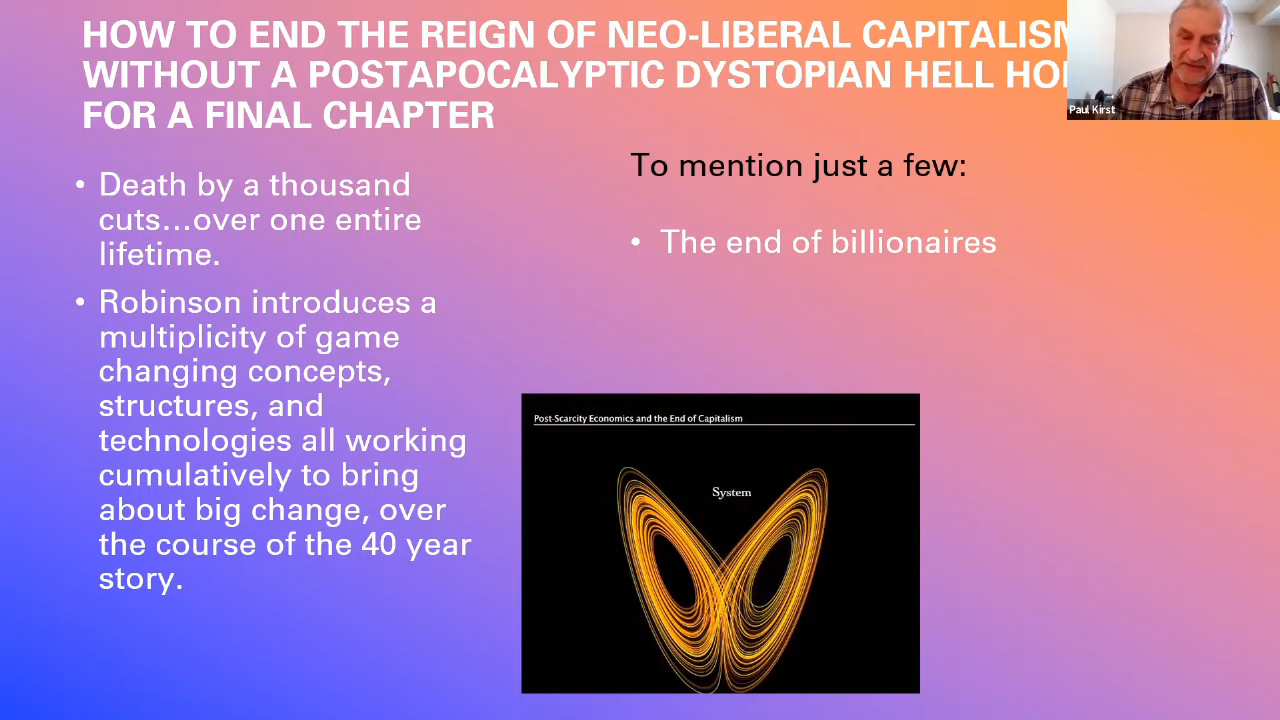 HOW TO END THE REIGN OF NEO-LIBERAL CAPITALISM
WITHOUT A POSTAPOCALYPTIC DYSTOPIAN HELL
FOR A FINAL CHAPTER
Paul Kirst
• Death by a thousand
cuts...over one entire
lifetime.
• Robinson introduces a
multiplicity of game
changing concepts,
structures, and
technologies all working
cumulatively to bring
about big change, over
the course of the 40 year
story.
To mention just a few:
• The end of billionaires
Post-Scarcity Economics and the End of Capitalism
System